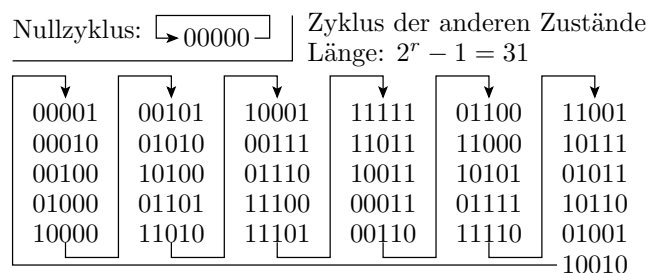 Nullzyklus: 00000
Zyklus der anderen Zustände
Länge: 2^r − 1 = 31
00001 00101 10001 11111 01100 11001
00010 01010 00111 11011 11000 10111
00100 10100 01110 10011 10101 01011
01000 01101 11100 00011 01111 10110
10000 11010 11101 00110 11110 01001
10010